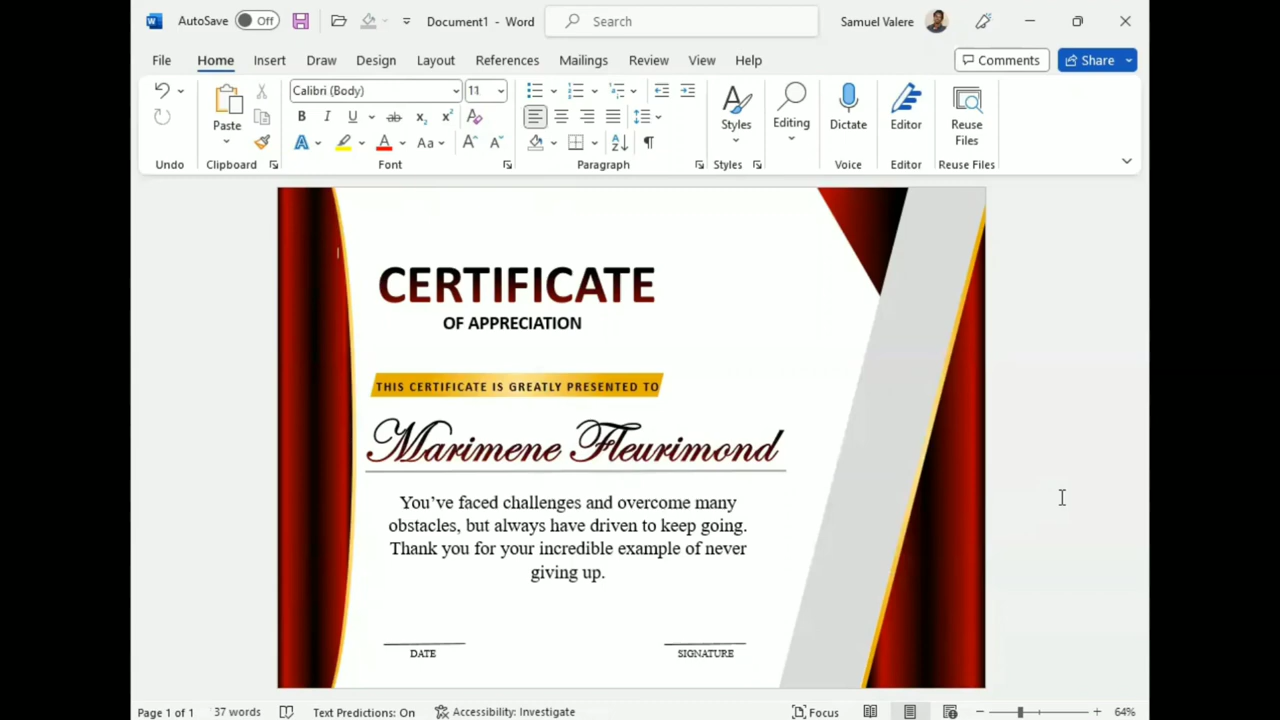 AutoSave Off Document1 - Word Search Samuel Valere
File Home Insert Draw Design Layout References Mailings Review View Help Comments Share
Calibri (Body) 11
Paste Styles Editing Dictate Editor Reuse Files
Undo Clipboard Font Paragraph Styles Voice Editor Reuse Files
CERTIFICATE
OF APPRECIATION
THIS CERTIFICATE IS GREATLY PRESENTED TO
Marimene Fleurimond
You've faced challenges and overcome many
obstacles, but always have driven to keep going.
Thank you for your incredible example of never
giving up.
DATE SIGNATURE
Page 1 of 1 37 words Text Predictions: On Accessibility: Investigate Focus 64%